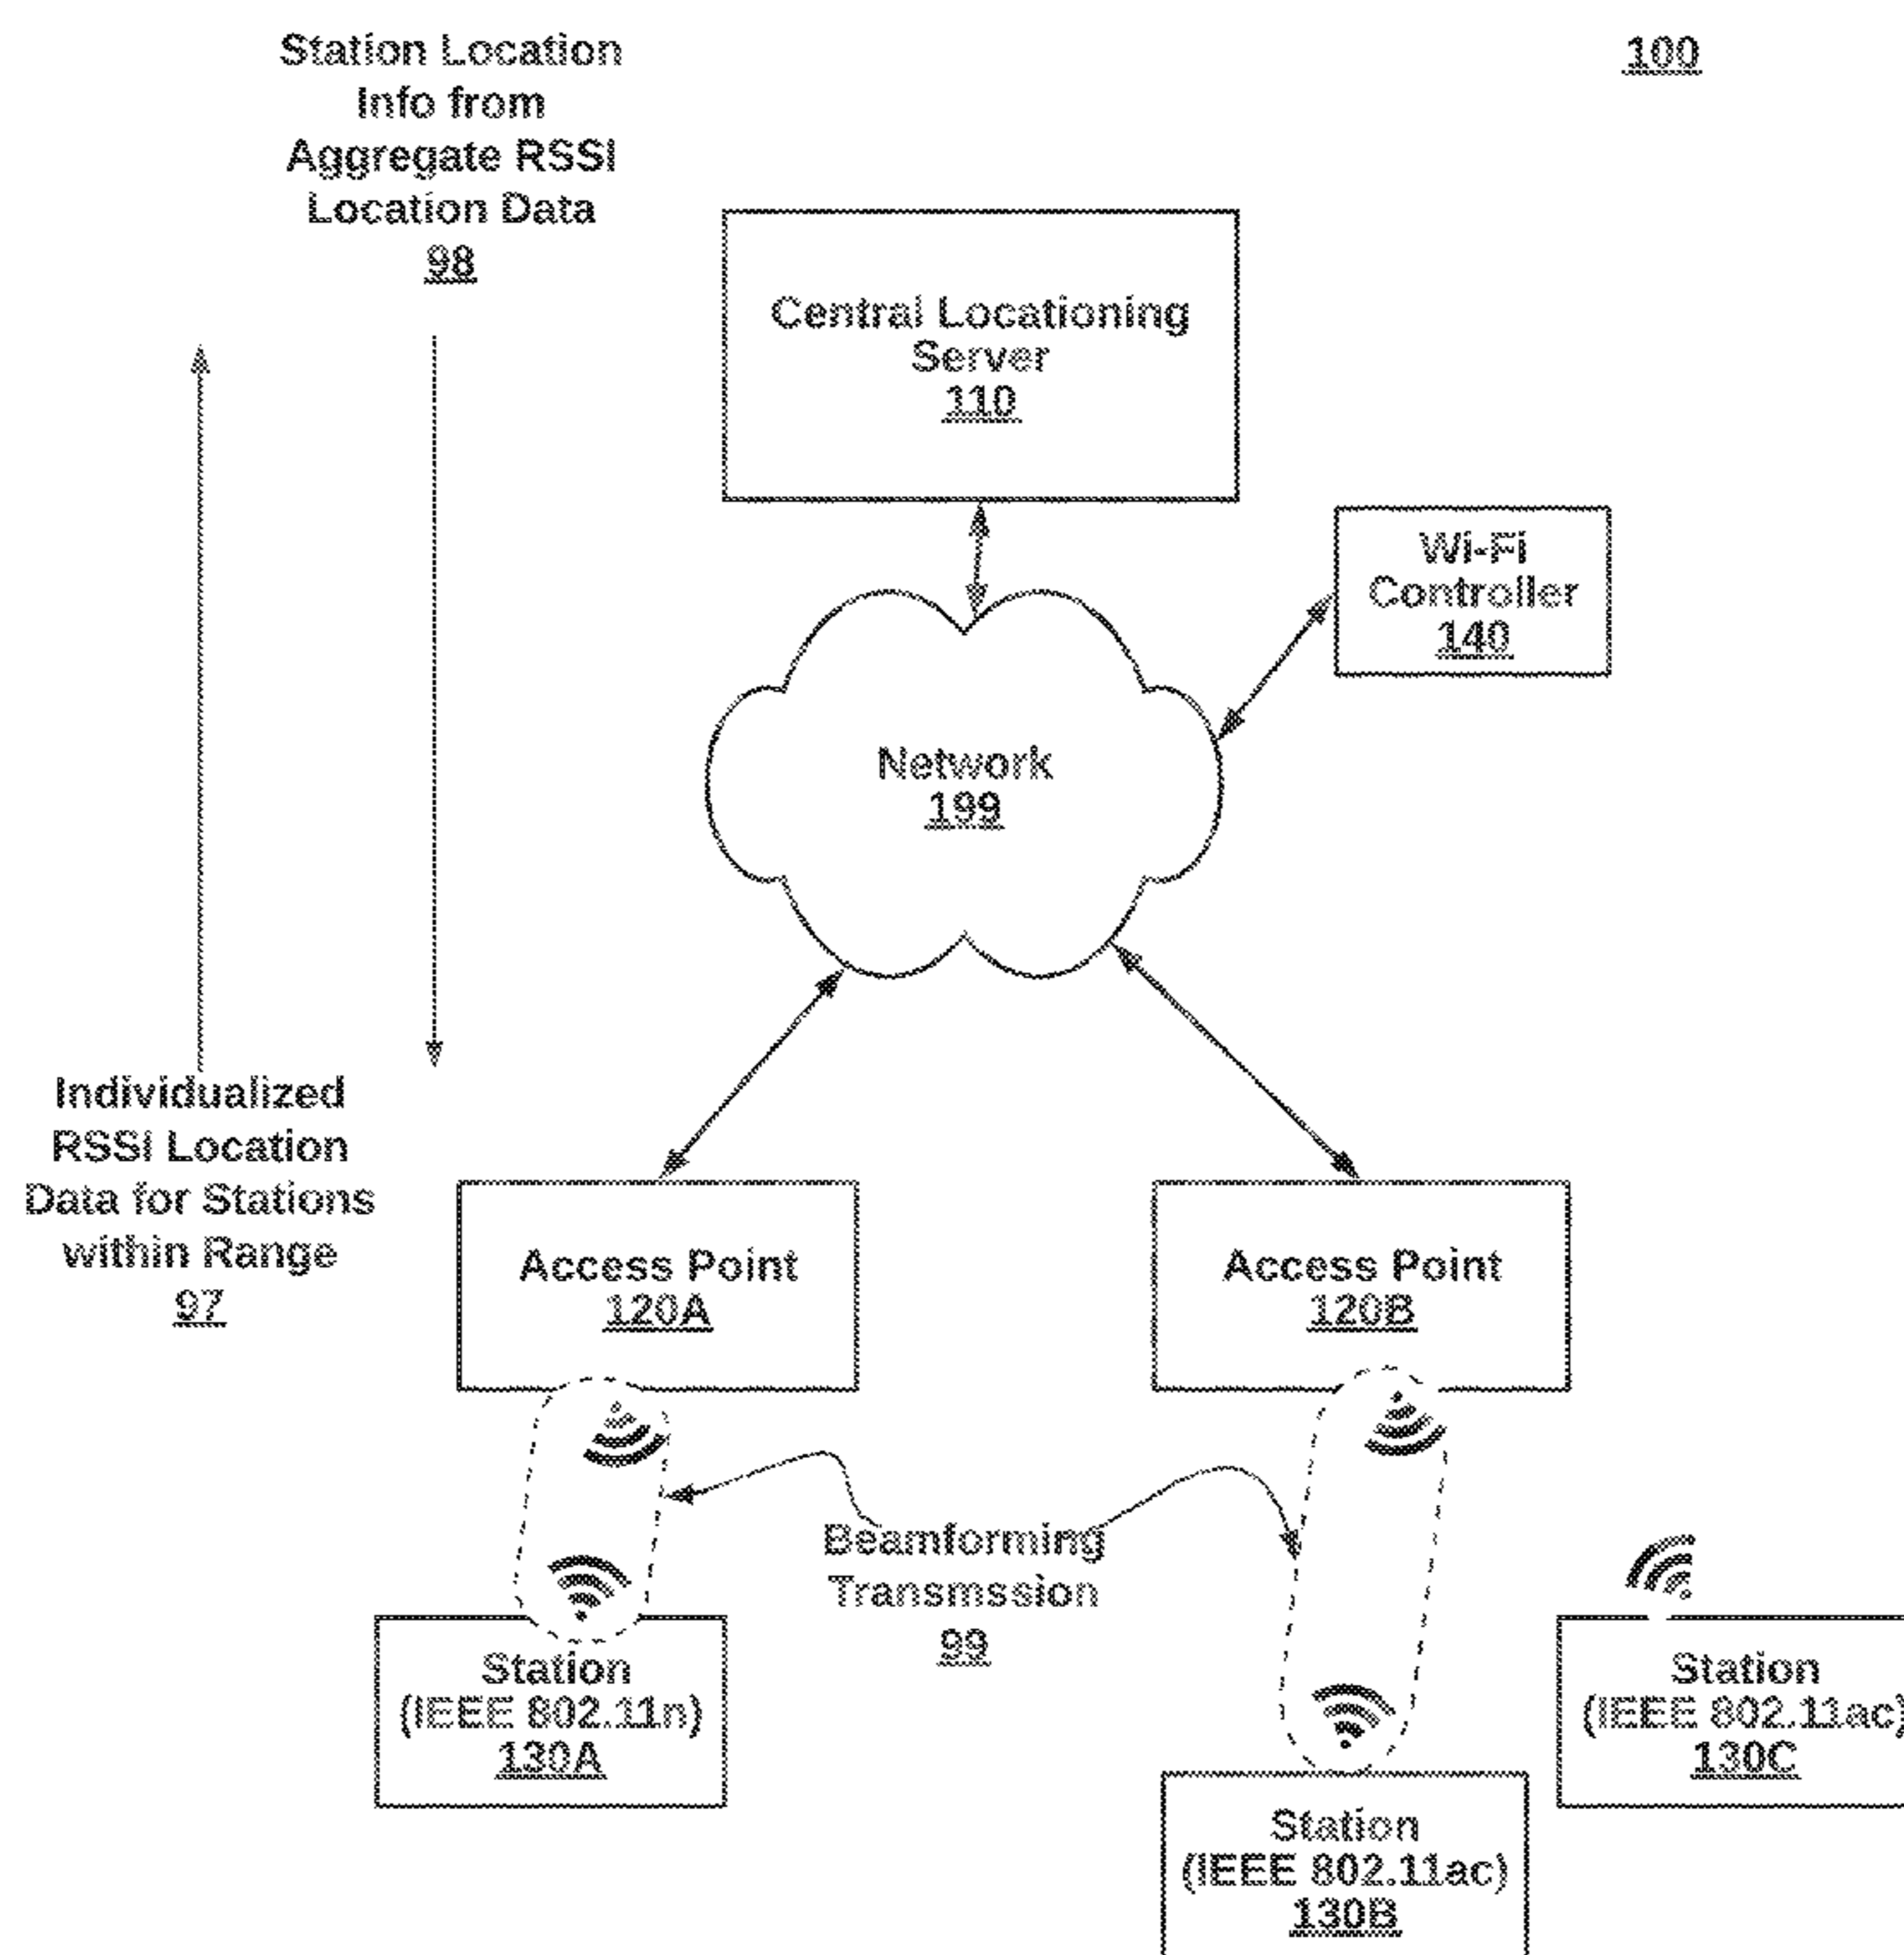 100
Station Location
Info from
Aggregate RSSI
Location Data
98
Central Locationing
Server
110
Wi-Fi
Controller
140
Network
199
Individualized
RSSI Location
Data for Stations
within Range
97
Access Point
120A
Access Point
120B
Beamforming
Transmssion
99
Station
(IEEE 802.11n)
130A
Station
(IEEE 802.11ac)
130C
Station
(IEEE 802.11ac)
130B